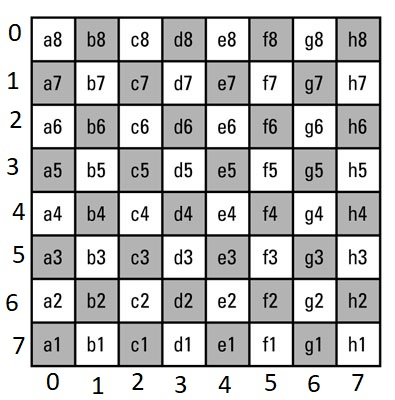 0 a8 b8 c8 d8 e8 f8 g8 h8
1 a7 b7 c7 d7 e7 f7 g7 h7
2 a6 b6 c6 d6 e6 f6 g6 h6
3 a5 b5 c5 d5 e5 f5 g5 h5
4 a4 b4 c4 d4 e4 f4 g4 h4
5 a3 b3 c3 d3 e3 f3 g3 h3
6 a2 b2 c2 d2 e2 f2 g2 h2
7 a1 b1 c1 d1 e1 f1 g1 h1
0 1 2 3 4 5 6 7